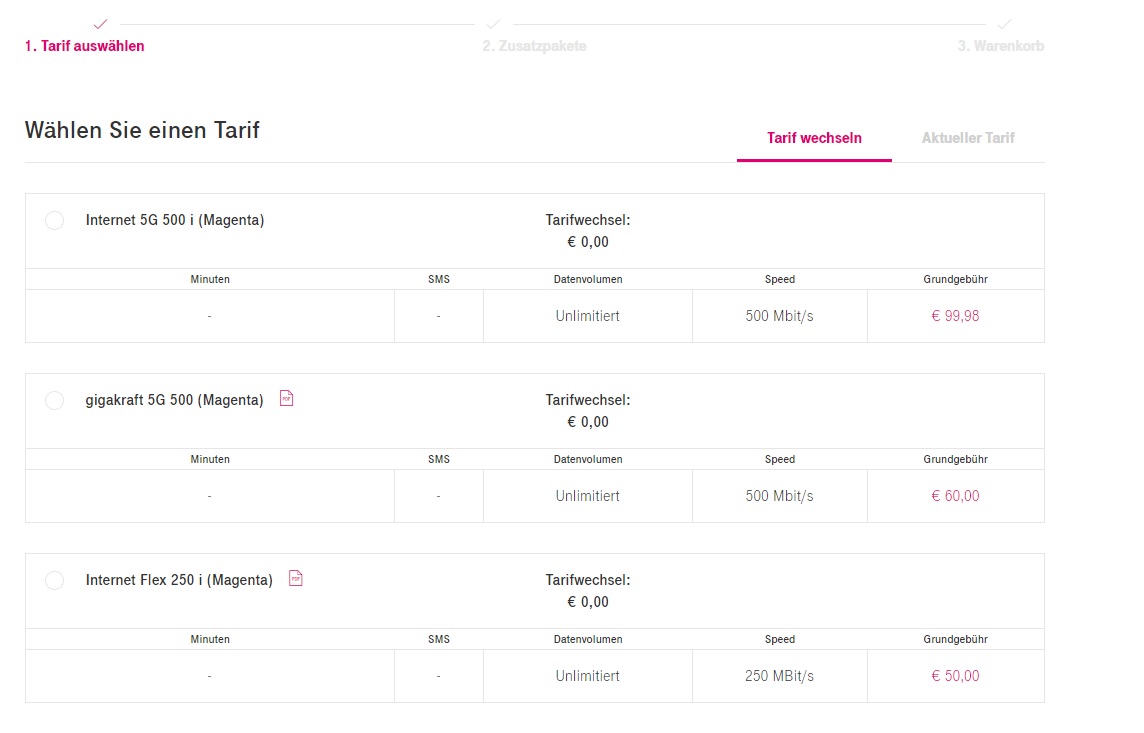 1. Tarif auswählen 2. Zusatzpakete 3. Warenkorb
Wählen Sie einen Tarif
Tarif wechseln Aktueller Tarif
Internet 5G 500 i (Magenta) Tarifwechsel:
€ 0,00
Minuten SMS Datenvolumen Speed Grundgebühr
- - Unlimitiert 500 Mbit/s € 99,98
gigakraft 5G 500 (Magenta) PDF Tarifwechsel:
€ 0,00
Minuten SMS Datenvolumen Speed Grundgebühr
- - Unlimitiert 500 Mbit/s € 60,00
Internet Flex 250 i (Magenta) PDF Tarifwechsel:
€ 0,00
Minuten SMS Datenvolumen Speed Grundgebühr
- - Unlimitiert 250 MBit/s € 50,00